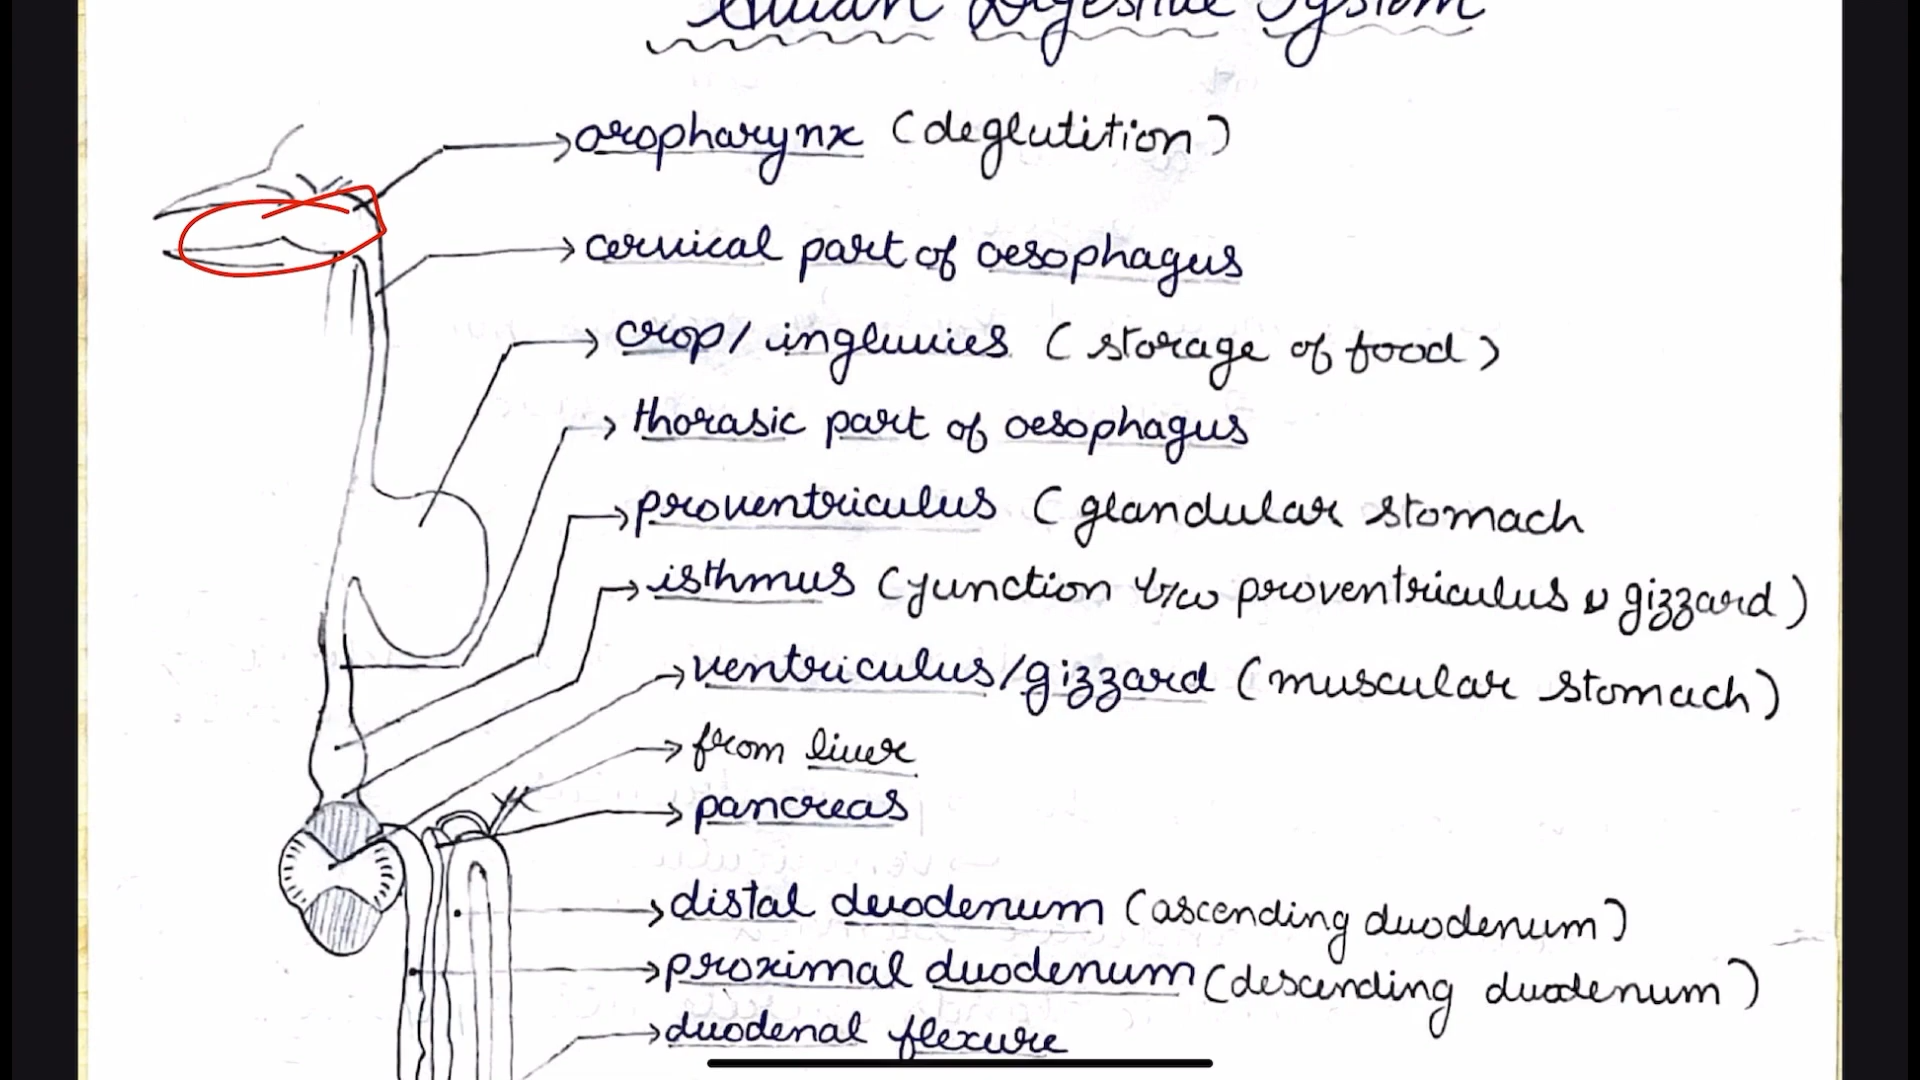 Digestive System
oropharynx (deglutition)
cervical part of oesophagus
crop/ ingluvies (storage of food)
thorasic part of oesophagus
proventriculus (glandular stomach
isthmus (junction b/w proventriculus & gizzard)
ventriculus/gizzard (muscular stomach)
from liver
pancreas
distal duodenum (ascending duodenum)
proximal duodenum (descending duodenum)
duodenal flexure